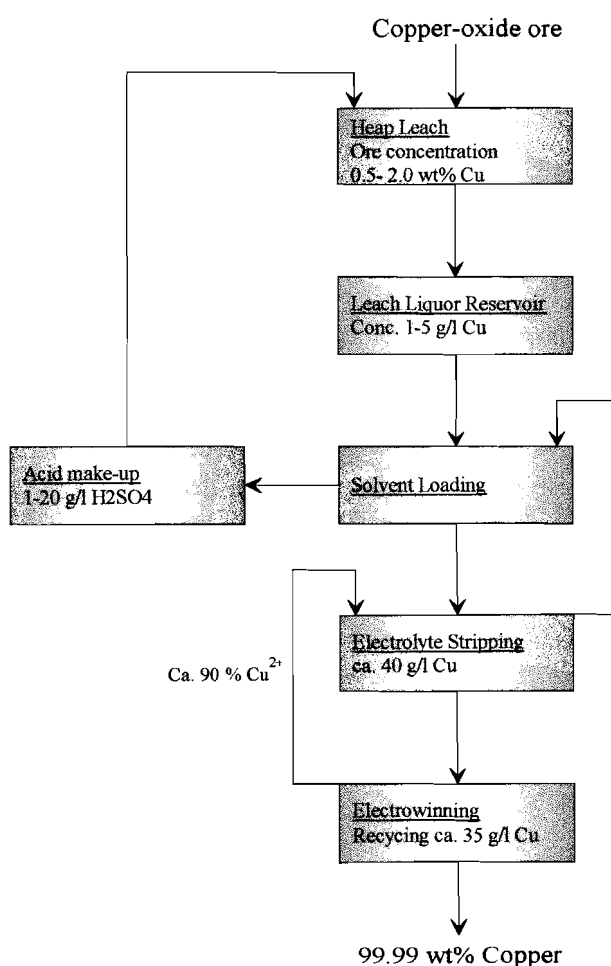 Copper-oxide ore
Heap Leach
Ore concentration
0.5- 2.0 wt% Cu
Leach Liquor Reservoir
Conc. 1-5 g/l Cu
Acid make-up
1-20 g/l H2SO4
Solvent Loading
Electrolyte Stripping
ca. 40 g/l Cu
Ca. 90 % Cu²⁺
Electrowinning
Recycing ca. 35 g/l Cu
99.99 wt% Copper